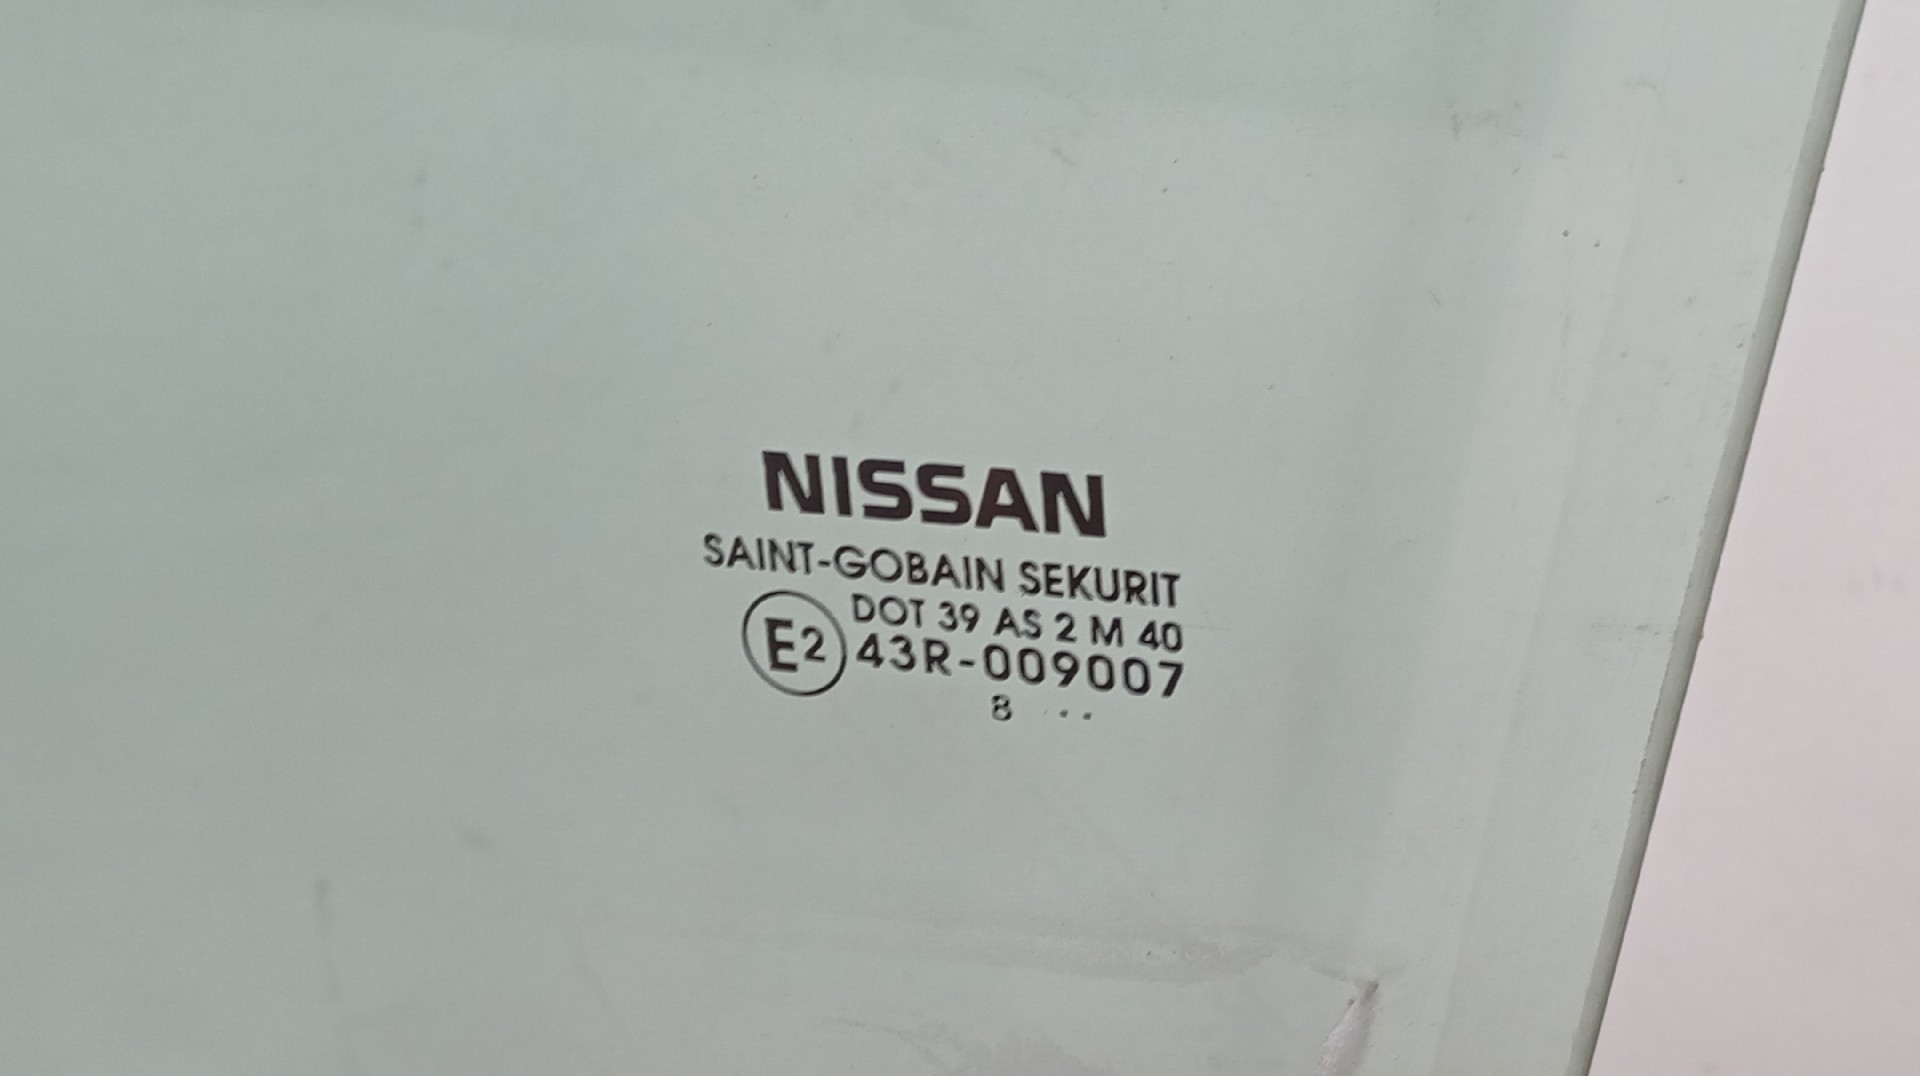 NISSAN
SAINT-GOBAIN SEKURIT
DOT 39 AS 2 M 40
E2 43R-009007
8 ..